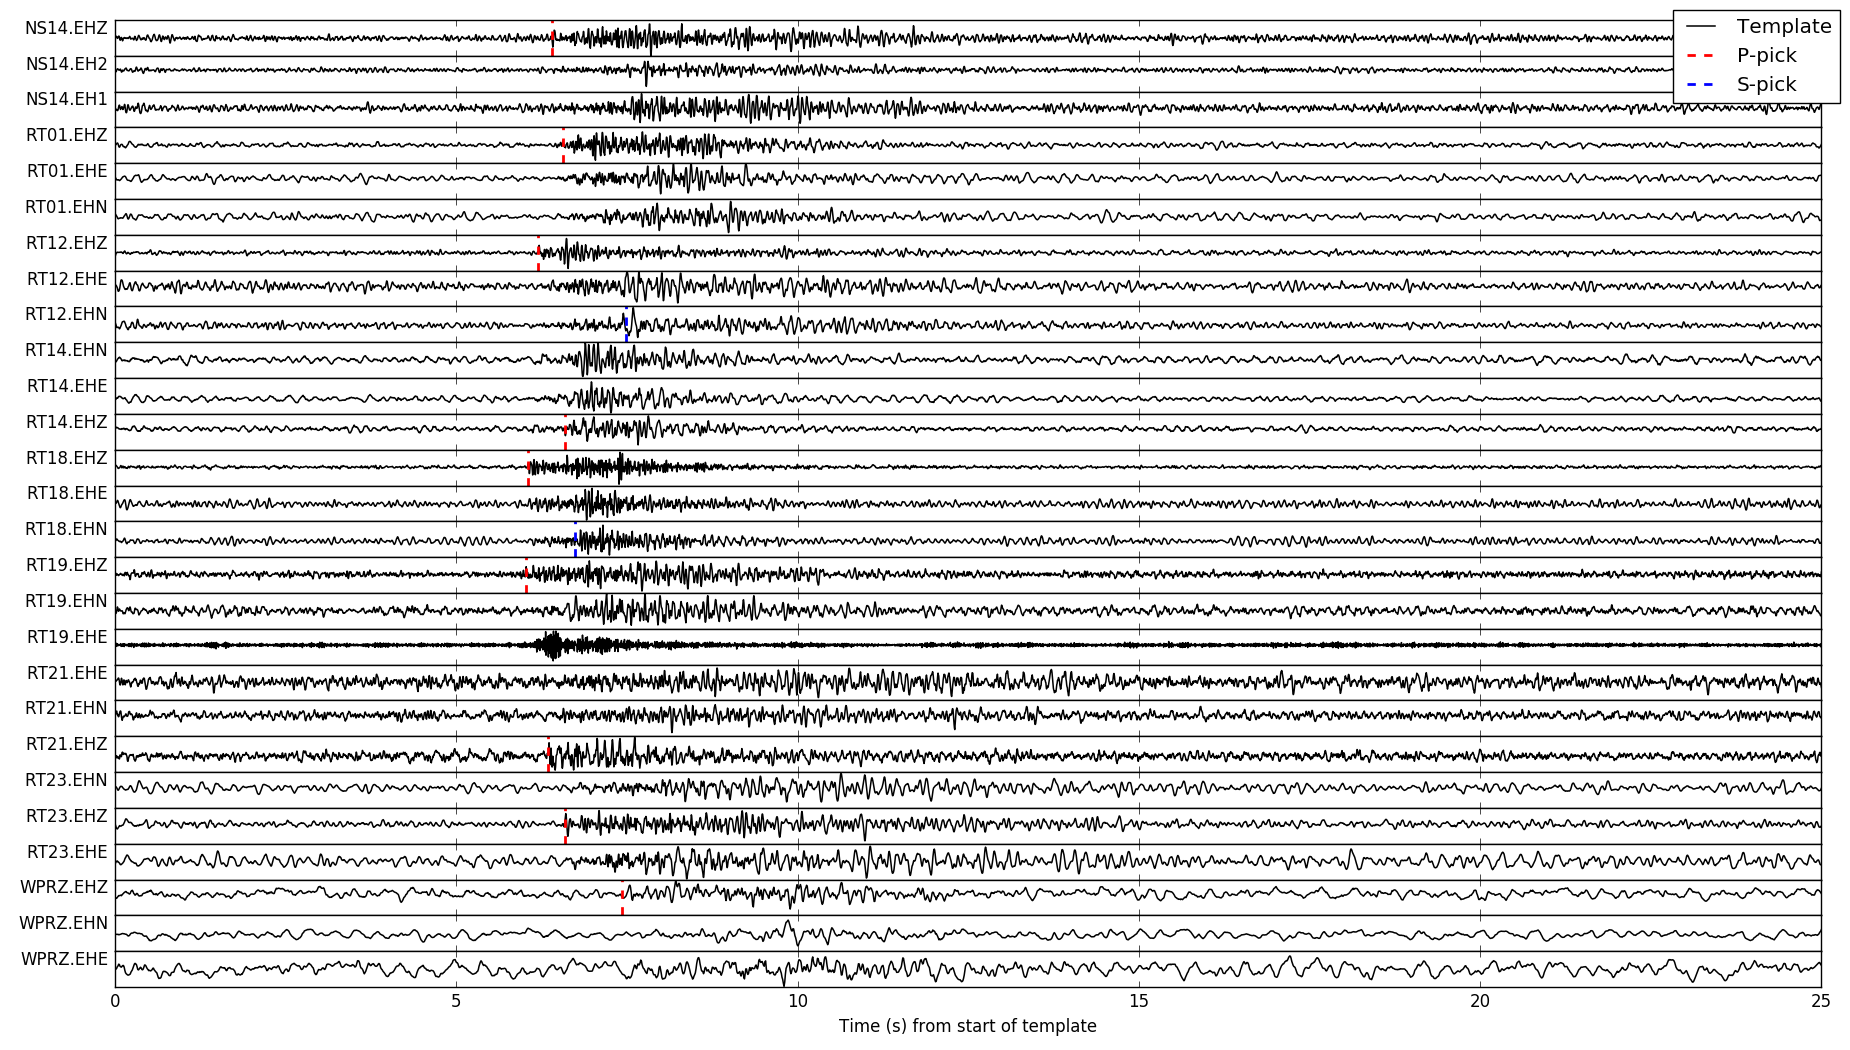 NS14.EHZ
NS14.EH2
NS14.EH1
RT01.EHZ
RT01.EHE
RT01.EHN
RT12.EHZ
RT12.EHE
RT12.EHN
RT14.EHN
RT14.EHE
RT14.EHZ
RT18.EHZ
RT18.EHE
RT18.EHN
RT19.EHZ
RT19.EHN
RT19.EHE
RT21.EHE
RT21.EHN
RT21.EHZ
RT23.EHN
RT23.EHZ
RT23.EHE
WPRZ.EHZ
WPRZ.EHN
WPRZ.EHE
Template
P-pick
S-pick
0 5 10 15 20 25
Time (s) from start of template